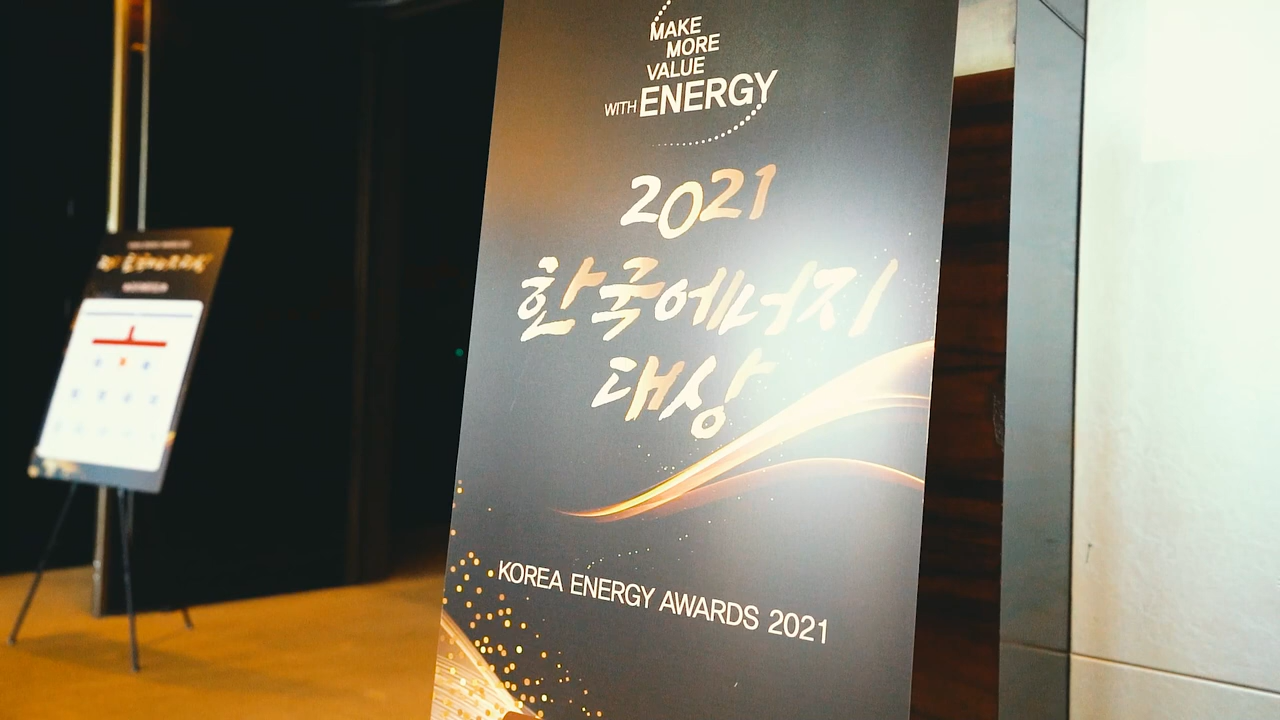 MAKE
MORE
VALUE
WITH ENERGY
2021
한국에너지
대상
KOREA ENERGY AWARDS 2021